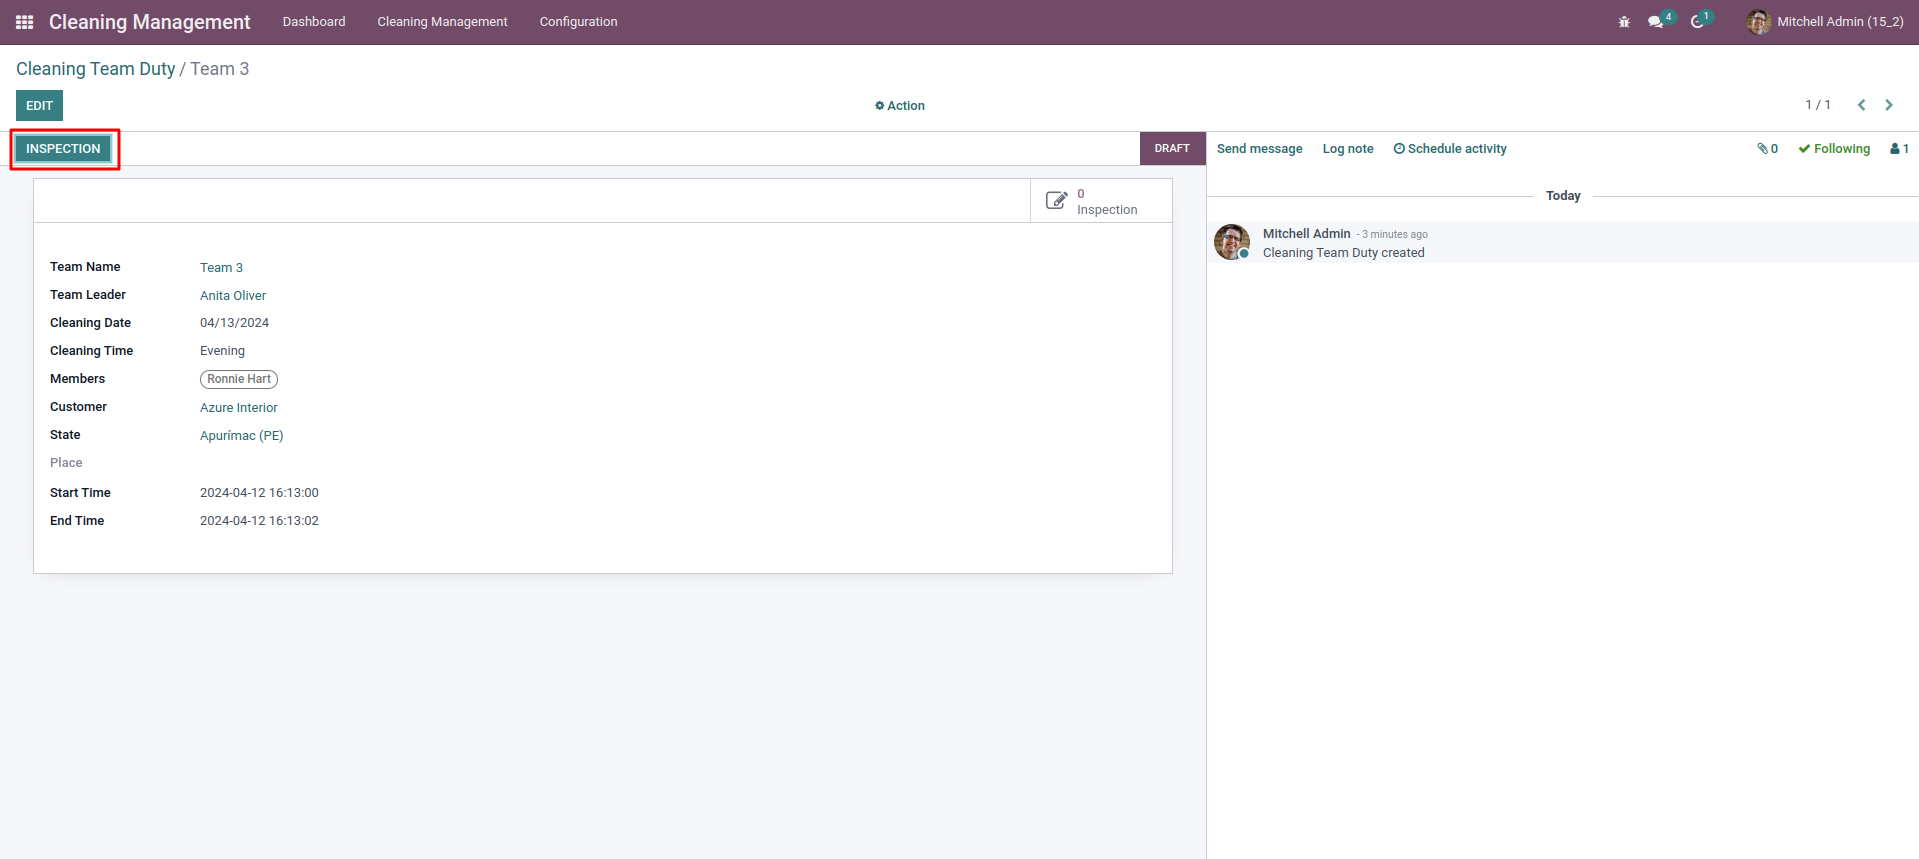 Cleaning Management Dashboard Cleaning Management Configuration 4 1 Mitchell Admin (15_2)
Cleaning Team Duty / Team 3
EDIT Action 1 / 1
INSPECTION DRAFT Send message Log note Schedule activity 0 Following 1
0
Inspection
Today
Mitchell Admin - 3 minutes ago
Cleaning Team Duty created
Team Name Team 3
Team Leader Anita Oliver
Cleaning Date 04/13/2024
Cleaning Time Evening
Members Ronnie Hart
Customer Azure Interior
State Apurímac (PE)
Place
Start Time 2024-04-12 16:13:00
End Time 2024-04-12 16:13:02